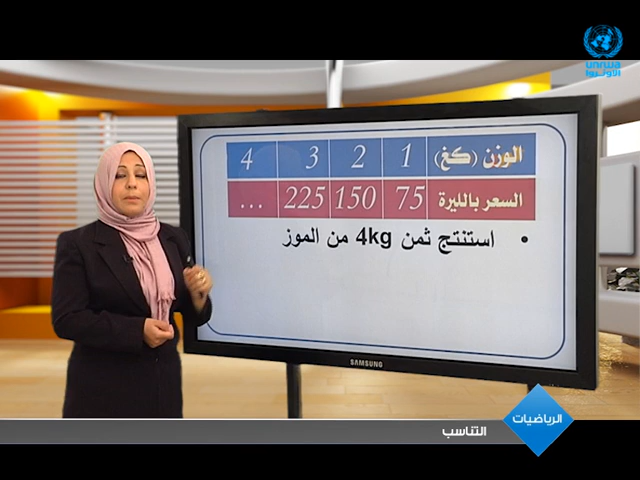 unrwa
الأونروا
الوزن (كغ) 1 2 3 4
السعر بالليرة 75 150 225 ...
• استنتج ثمن 4kg من الموز
SAMSUNG
الرياضيات
التناسب